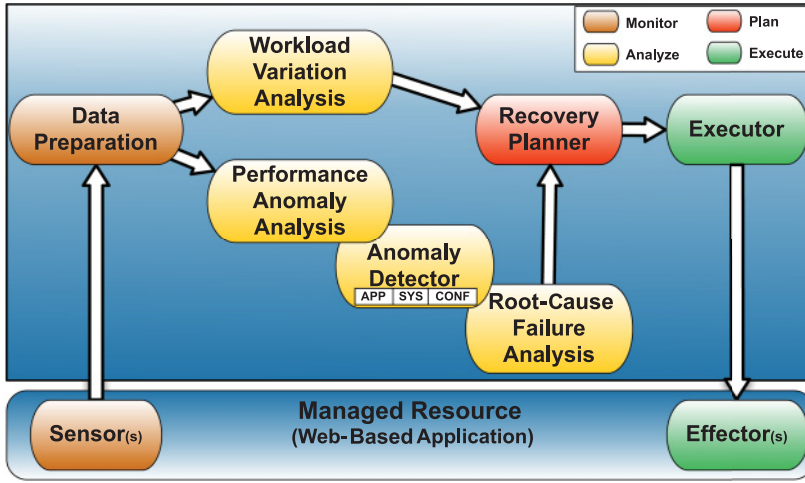 Monitor
Plan
Analyze
Execute
Workload
Variation
Analysis
Data
Preparation
Recovery
Planner
Executor
Performance
Anomaly
Analysis
Anomaly
Detector
APP SYS CONF
Root-Cause
Failure
Analysis
Managed Resource
(Web-Based Application)
Sensor(s)
Effector(s)